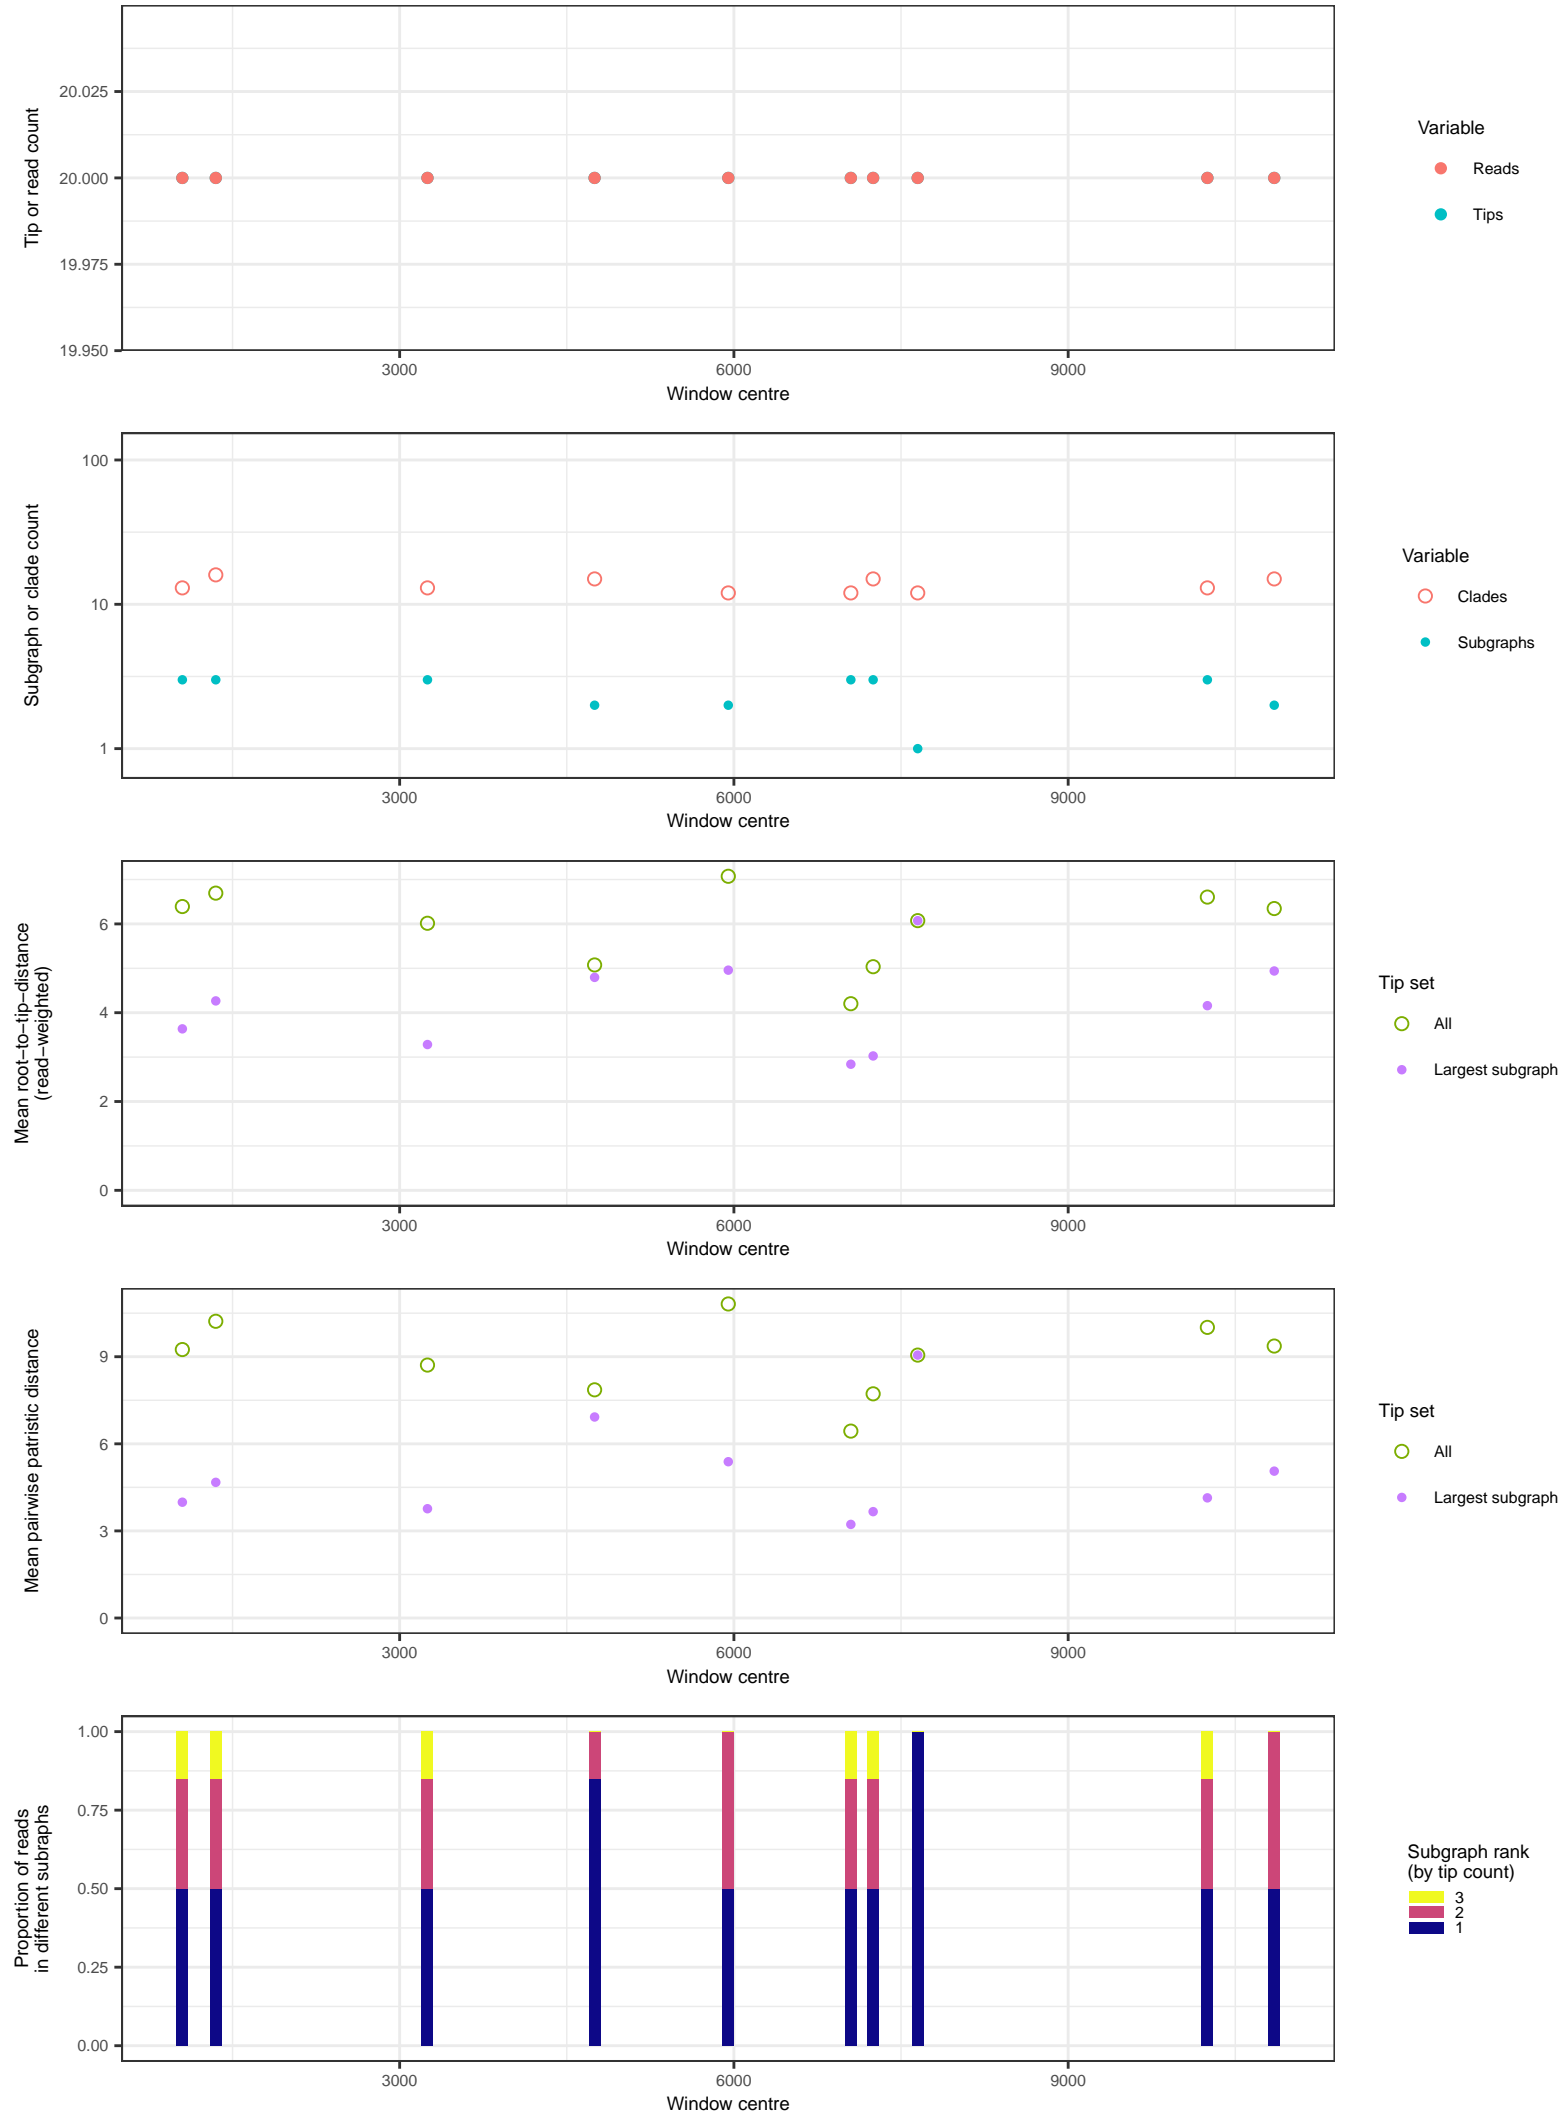 20.025
20.000
19.975
19.950
Tip or read count
3000 6000 9000
Window centre
Variable
Reads
Tips
100
10
1
Subgraph or clade count
3000 6000 9000
Window centre
Variable
Clades
Subgraphs
6
4
2
0
Mean root−to−tip−distance
(read−weighted)
3000 6000 9000
Window centre
Tip set
All
Largest subgraph
9
6
3
0
Mean pairwise patristic distance
3000 6000 9000
Window centre
Tip set
All
Largest subgraph
1.00
0.75
0.50
0.25
0.00
Proportion of reads
in different subraphs
3000 6000 9000
Window centre
Subgraph rank
(by tip count)
3
2
1